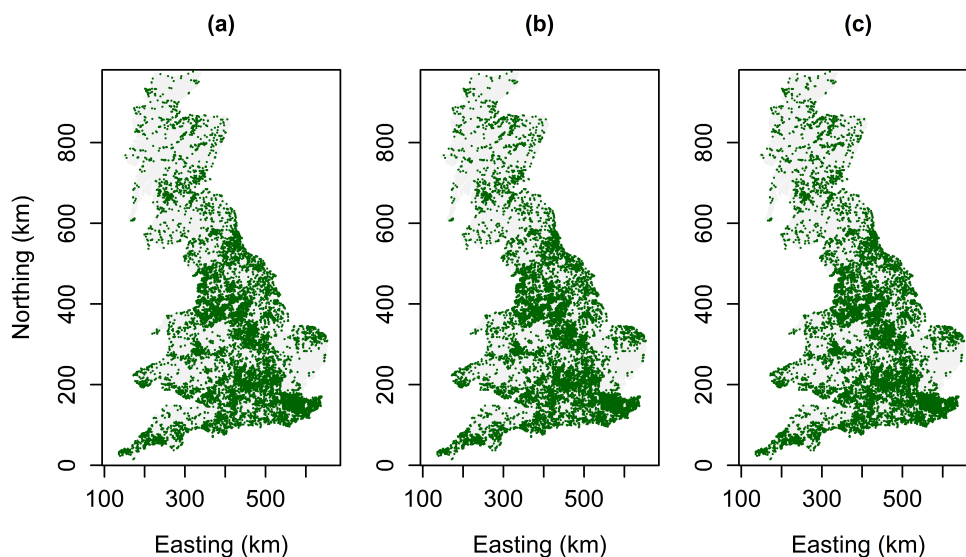 (a) (b) (c)
Northing (km)
800 800 800
600 600 600
400 400 400
200 200 200
0 0 0
100 300 500 100 300 500 100 300 500
Easting (km) Easting (km) Easting (km)